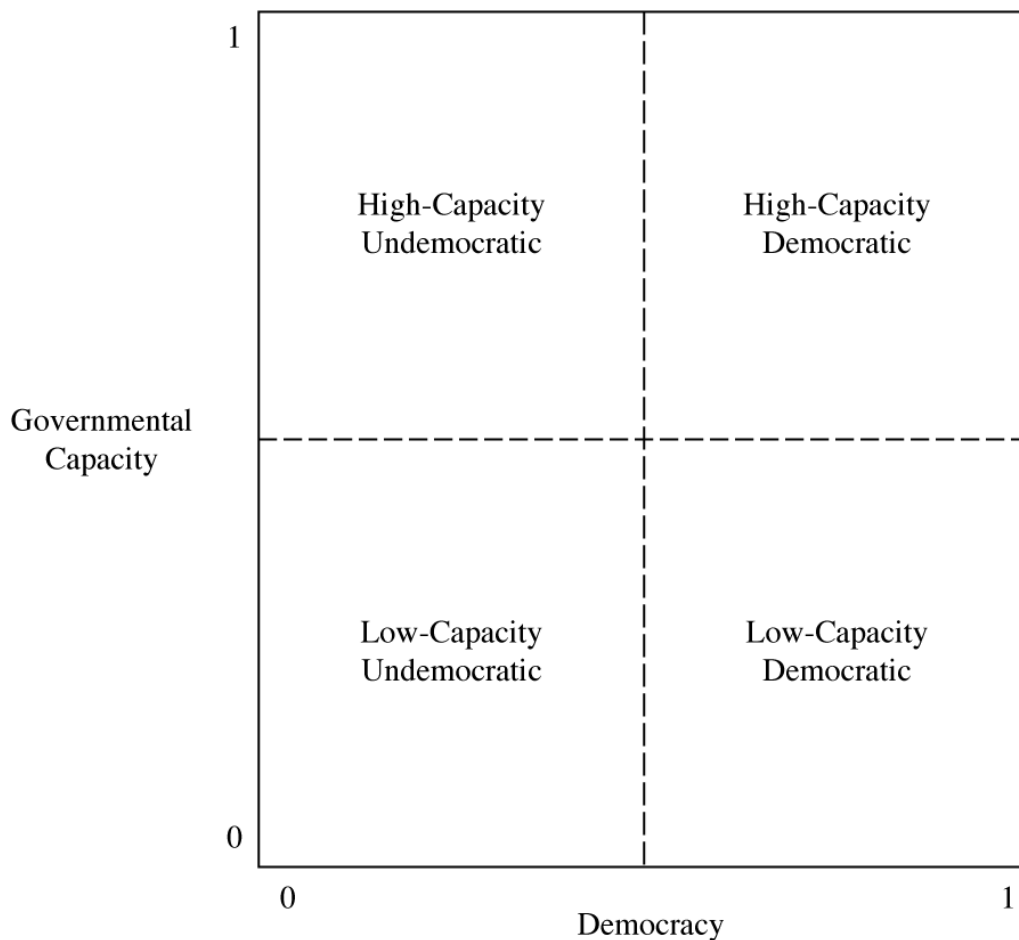 1
High-Capacity
Undemocratic
High-Capacity
Democratic
Governmental
Capacity
Low-Capacity
Undemocratic
Low-Capacity
Democratic
0
0
1
Democracy